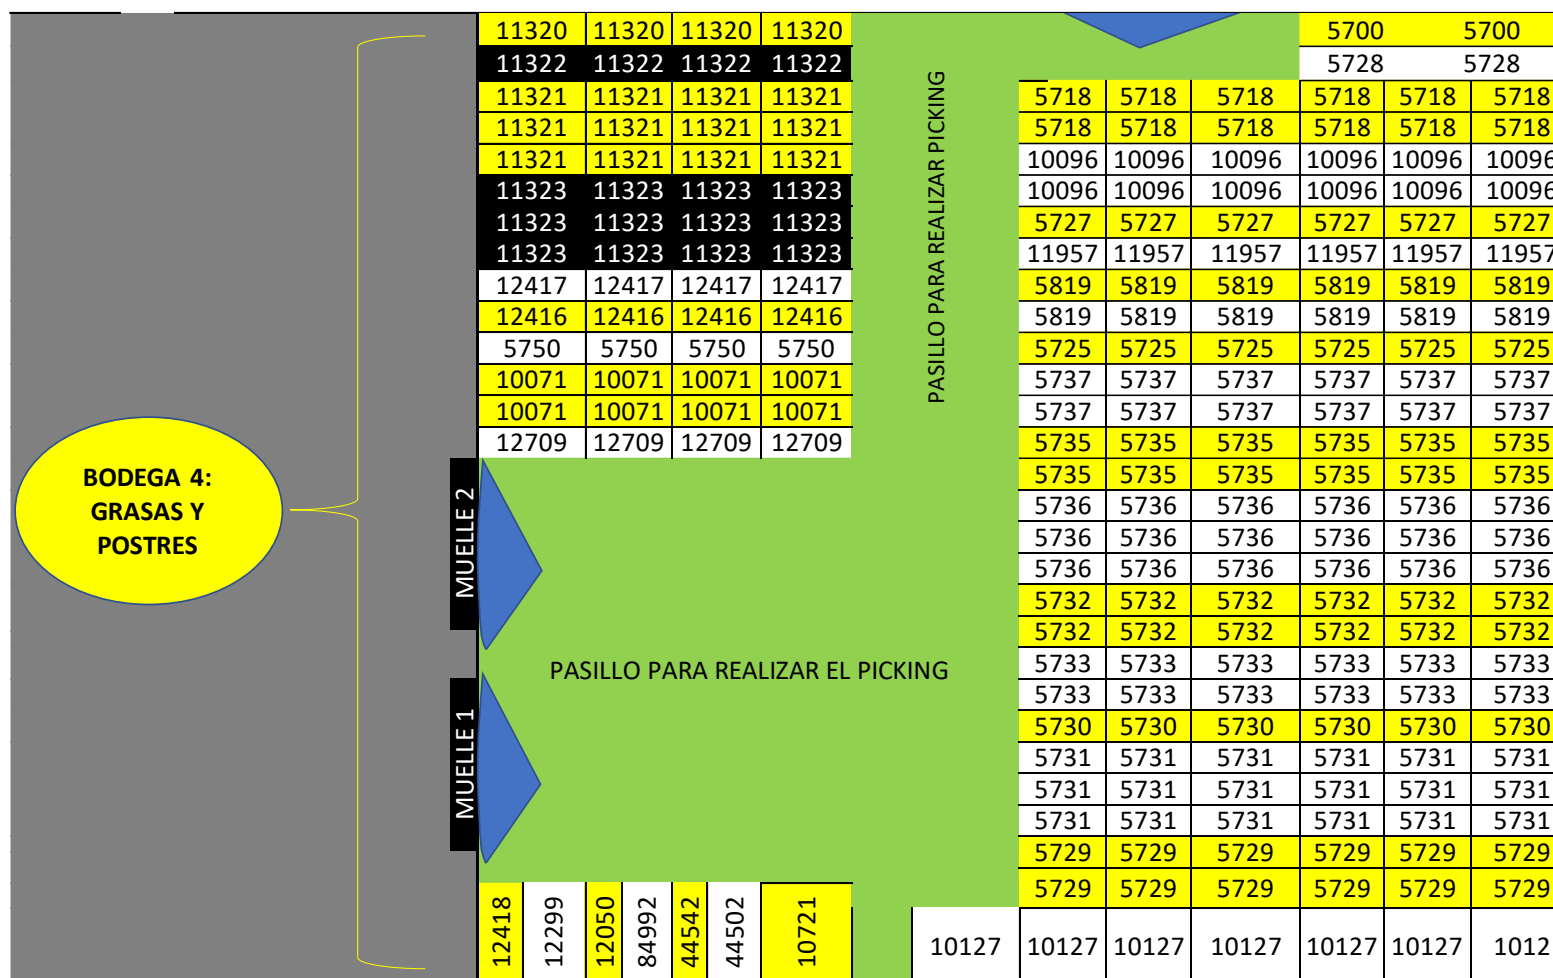 11320 11320 11320 11320 5700 5700
11322 11322 11322 11322 5728 5728
11321 11321 11321 11321 5718 5718 5718 5718 5718 5718
11321 11321 11321 11321 5718 5718 5718 5718 5718 5718
11321 11321 11321 11321 10096 10096 10096 10096 10096 10096
11323 11323 11323 11323 10096 10096 10096 10096 10096 10096
11323 11323 11323 11323 5727 5727 5727 5727 5727 5727
11323 11323 11323 11323 11957 11957 11957 11957 11957 11957
12417 12417 12417 12417 5819 5819 5819 5819 5819 5819
12416 12416 12416 12416 5819 5819 5819 5819 5819 5819
5750 5750 5750 5750 5725 5725 5725 5725 5725 5725
10071 10071 10071 10071 5737 5737 5737 5737 5737 5737
10071 10071 10071 10071 5737 5737 5737 5737 5737 5737
12709 12709 12709 12709 5735 5735 5735 5735 5735 5735
PASILLO PARA REALIZAR PICKING
BODEGA 4:
GRASAS Y
POSTRES
MUELLE 2
5735 5735 5735 5735 5735 5735
5736 5736 5736 5736 5736 5736
5736 5736 5736 5736 5736 5736
5736 5736 5736 5736 5736 5736
5732 5732 5732 5732 5732 5732
5732 5732 5732 5732 5732 5732
PASILLO PARA REALIZAR EL PICKING
5733 5733 5733 5733 5733 5733
5733 5733 5733 5733 5733 5733
MUELLE 1
5730 5730 5730 5730 5730 5730
5731 5731 5731 5731 5731 5731
5731 5731 5731 5731 5731 5731
5731 5731 5731 5731 5731 5731
5729 5729 5729 5729 5729 5729
5729 5729 5729 5729 5729 5729
12418
12299
12050
84992
44542
44502
10721
10127 10127 10127 10127 10127 10127 1012